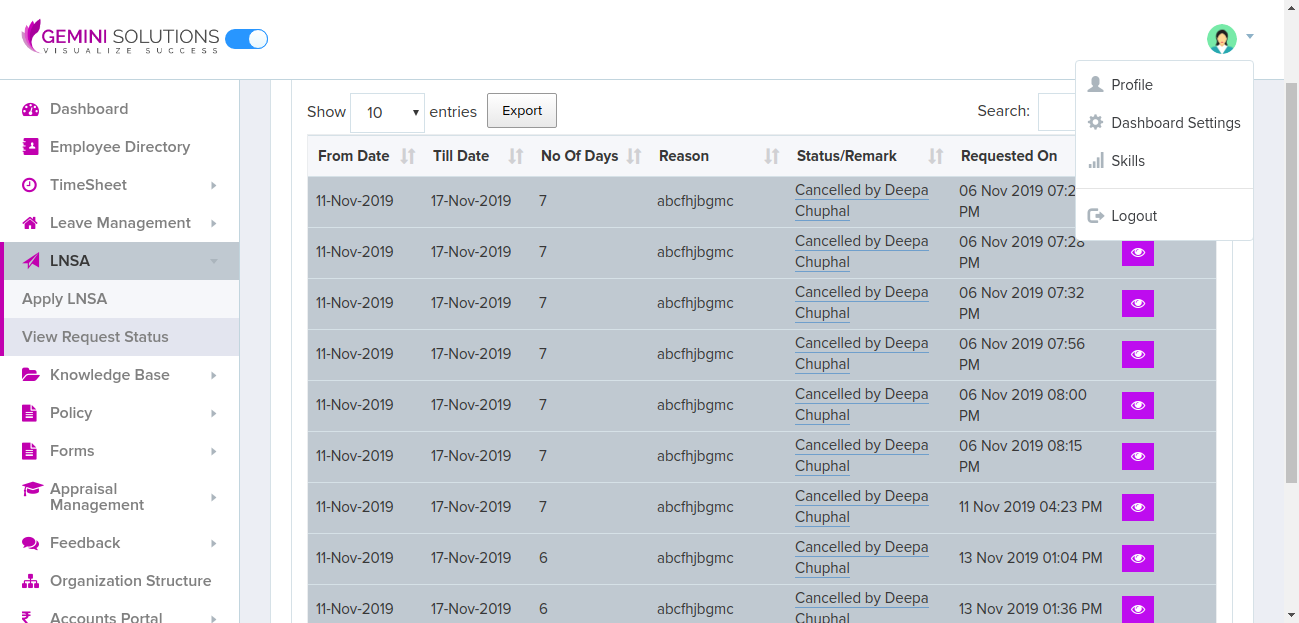 GEMINI SOLUTIONS
VISUALIZE SUCCESS
Profile
Dashboard Settings
Skills
Logout
Dashboard
Employee Directory
TimeSheet
Leave Management
LNSA
Apply LNSA
View Request Status
Knowledge Base
Policy
Forms
Appraisal
Management
Feedback
Organization Structure
Accounts Portal
Show 10 entries Export Search:
From Date Till Date No Of Days Reason Status/Remark Requested On
11-Nov-2019 17-Nov-2019 7 abcfhjbgmc Cancelled by Deepa 06 Nov 2019 07:2
Chuphal PM
11-Nov-2019 17-Nov-2019 7 abcfhjbgmc Cancelled by Deepa 06 Nov 2019 07:28
Chuphal PM
11-Nov-2019 17-Nov-2019 7 abcfhjbgmc Cancelled by Deepa 06 Nov 2019 07:32
Chuphal PM
11-Nov-2019 17-Nov-2019 7 abcfhjbgmc Cancelled by Deepa 06 Nov 2019 07:56
Chuphal PM
11-Nov-2019 17-Nov-2019 7 abcfhjbgmc Cancelled by Deepa 06 Nov 2019 08:00
Chuphal PM
11-Nov-2019 17-Nov-2019 7 abcfhjbgmc Cancelled by Deepa 06 Nov 2019 08:15
Chuphal PM
11-Nov-2019 17-Nov-2019 7 abcfhjbgmc Cancelled by Deepa 11 Nov 2019 04:23 PM
Chuphal
11-Nov-2019 17-Nov-2019 6 abcfhjbgmc Cancelled by Deepa 13 Nov 2019 01:04 PM
Chuphal
11-Nov-2019 17-Nov-2019 6 abcfhjbgmc Cancelled by Deepa 13 Nov 2019 01:36 PM
Chuphal